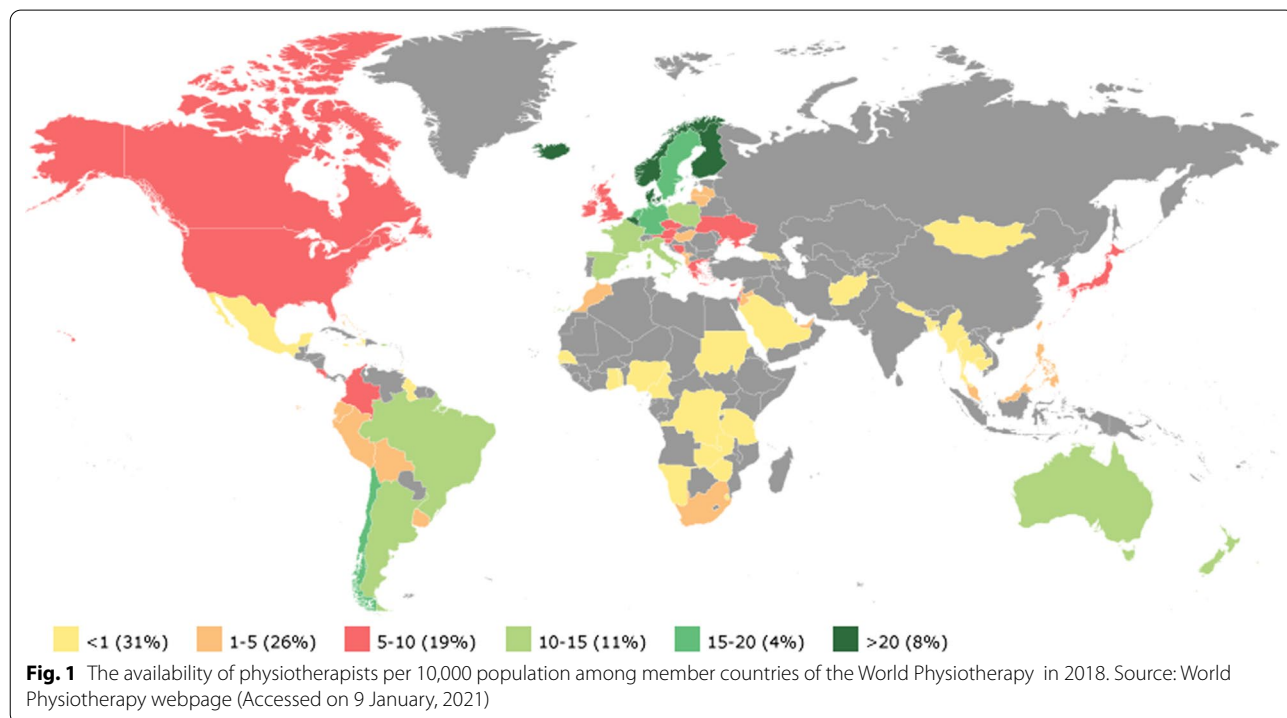 <1 (31%) 1-5 (26%) 5-10 (19%) 10-15 (11%) 15-20 (4%) >20 (8%)
Fig. 1 The availability of physiotherapists per 10,000 population among member countries of the World Physiotherapy in 2018. Source: World
Physiotherapy webpage (Accessed on 9 January, 2021)